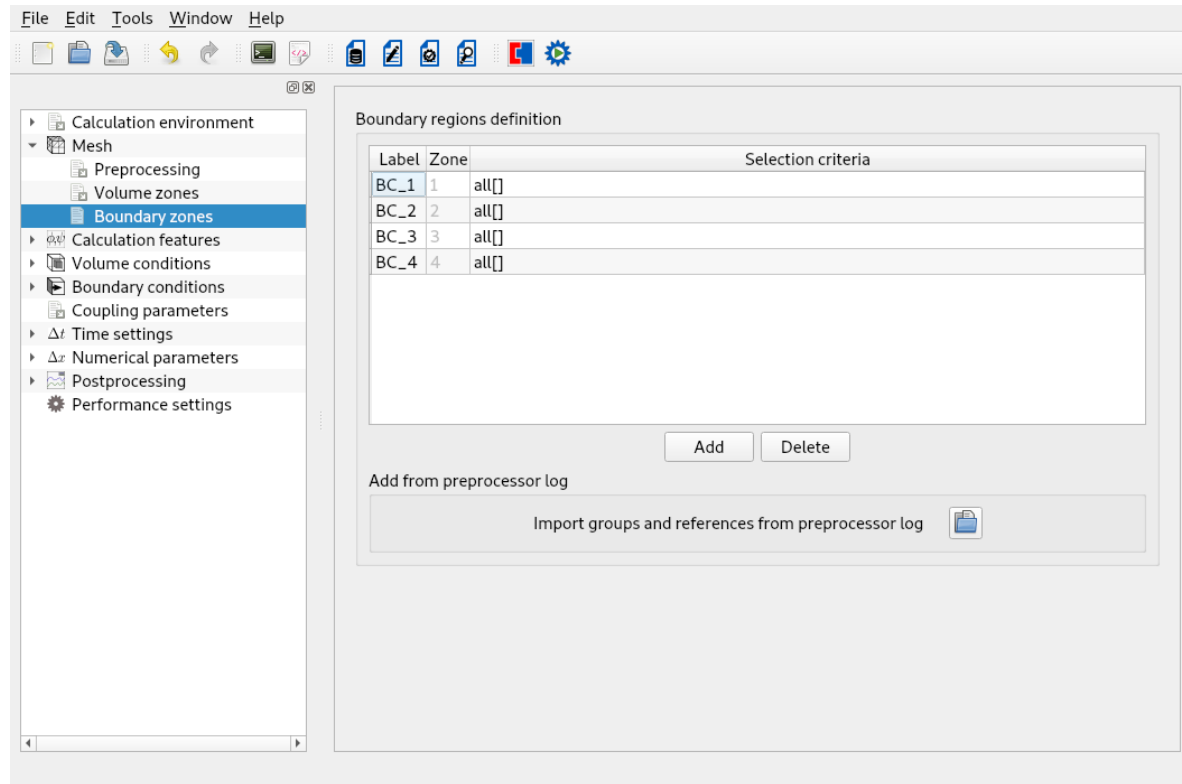 File Edit Tools Window Help
Calculation environment
Mesh
Preprocessing
Volume zones
Boundary zones
Calculation features
Volume conditions
Boundary conditions
Coupling parameters
Δt Time settings
Δx Numerical parameters
Postprocessing
Performance settings
Boundary regions definition
Label Zone Selection criteria
BC_1 1 all[]
BC_2 2 all[]
BC_3 3 all[]
BC_4 4 all[]
Add Delete
Add from preprocessor log
Import groups and references from preprocessor log